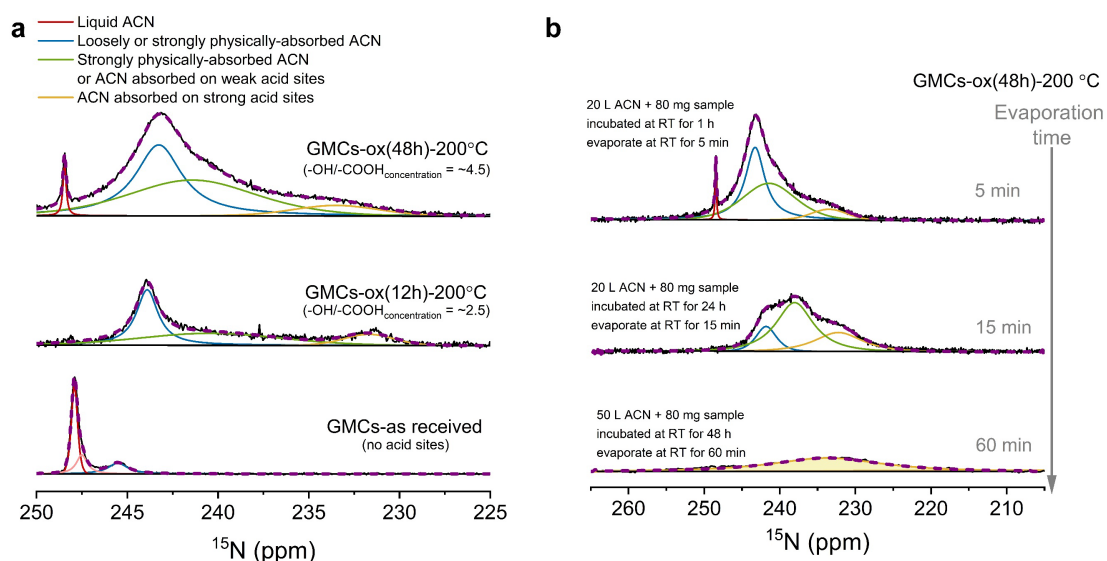 a
Liquid ACN
Loosely or strongly physically-absorbed ACN
Strongly physically-absorbed ACN
or ACN absorbed on weak acid sites
ACN absorbed on strong acid sites
GMCs-ox(48h)-200°C
(-OH/-COOHconcentration = ~4.5)
GMCs-ox(12h)-200°C
(-OH/-COOHconcentration = ~2.5)
GMCs-as received
(no acid sites)
250 245 240 235 230 225
15N (ppm)
b
GMCs-ox(48h)-200 °C
Evaporation
time
20 L ACN + 80 mg sample
incubated at RT for 1 h
evaporate at RT for 5 min
5 min
20 L ACN + 80 mg sample
incubated at RT for 24 h
evaporate at RT for 15 min
15 min
50 L ACN + 80 mg sample
incubated at RT for 48 h
evaporate at RT for 60 min
60 min
260 250 240 230 220 210
15N (ppm)